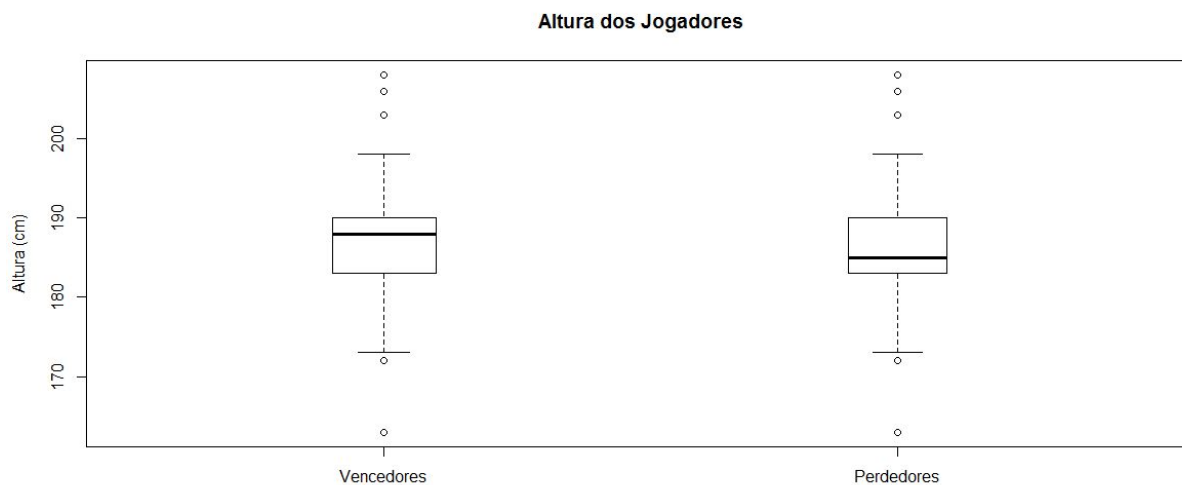 Altura dos Jogadores
Altura (cm)
200
190
180
170
Vencedores
Perdedores